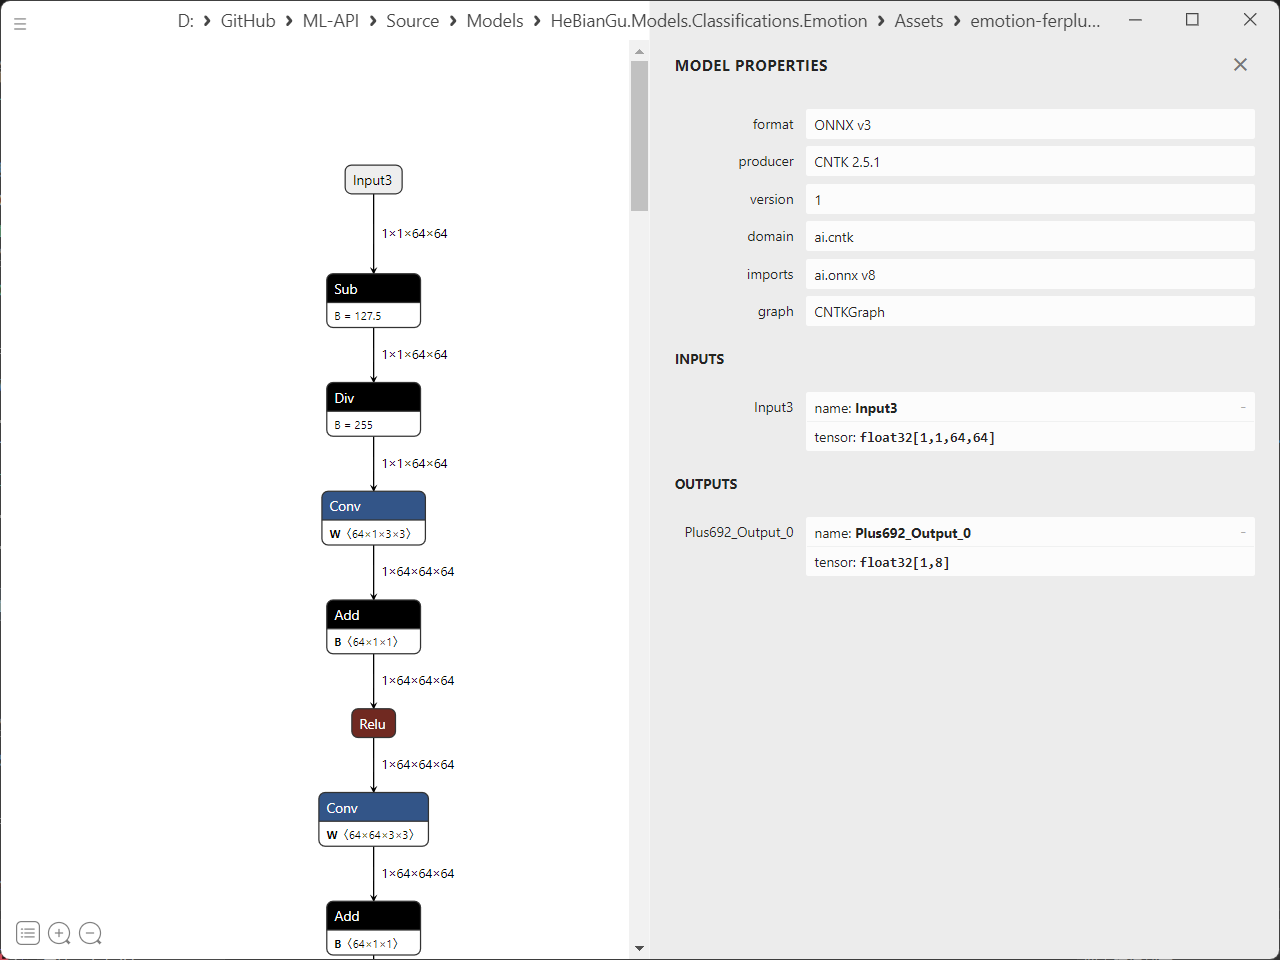 D: > GitHub > ML-API > Source > Models > HeBianGu.Models.Classifications.Emotion > Assets > emotion-ferplu...
Input3
1×1×64×64
Sub
B = 127.5
1×1×64×64
Div
B = 255
1×1×64×64
Conv
W ⟨64×1×3×3⟩
1×64×64×64
Add
B ⟨64×1×1⟩
1×64×64×64
Relu
1×64×64×64
Conv
W ⟨64×64×3×3⟩
1×64×64×64
Add
B ⟨64×1×1⟩
MODEL PROPERTIES
format ONNX v3
producer CNTK 2.5.1
version 1
domain ai.cntk
imports ai.onnx v8
graph CNTKGraph
INPUTS
Input3 name: Input3 -
tensor: float32[1,1,64,64]
OUTPUTS
Plus692_Output_0 name: Plus692_Output_0 -
tensor: float32[1,8]